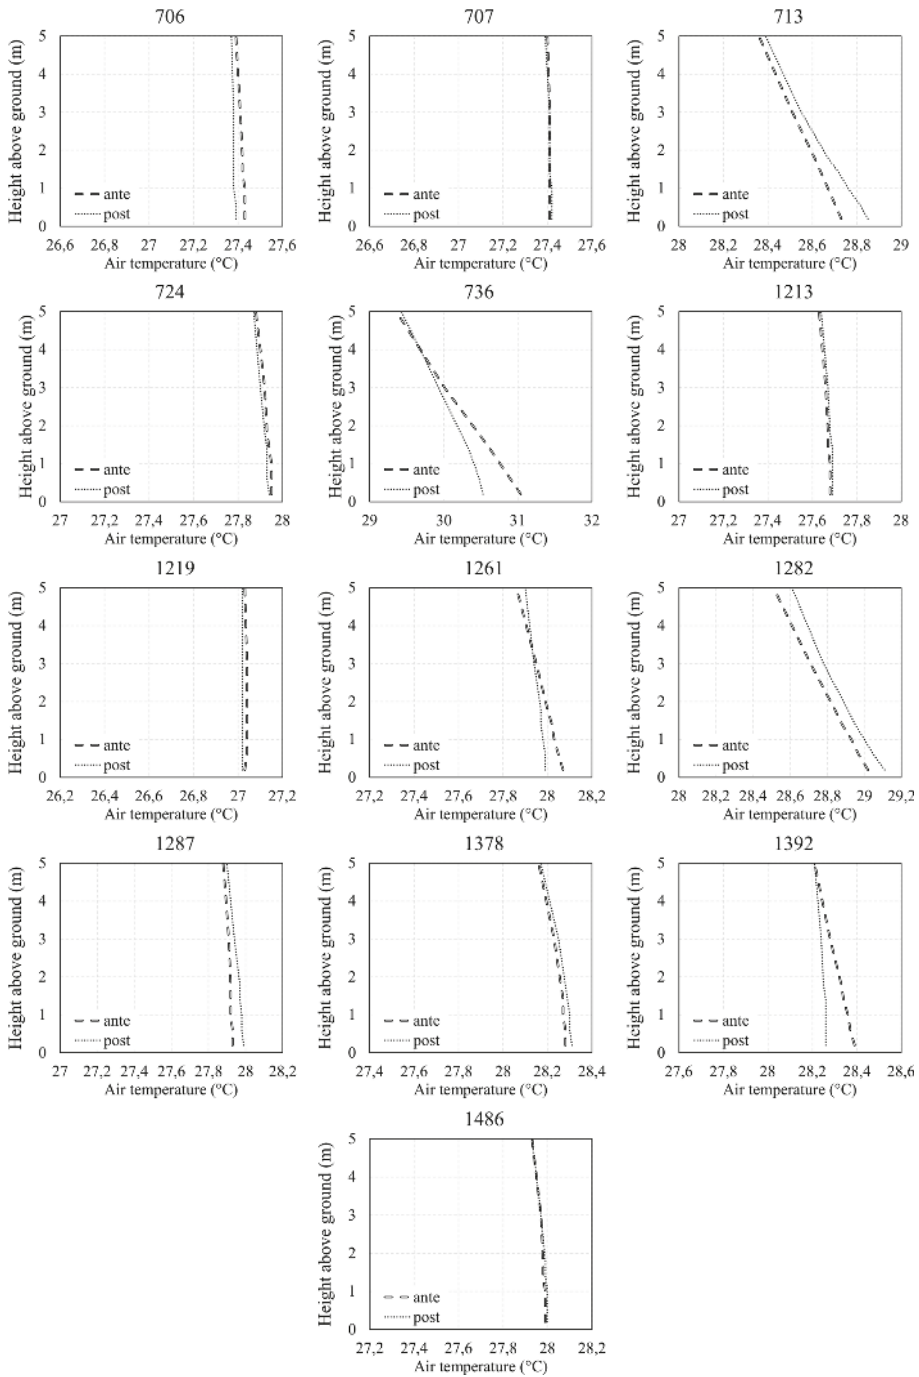 706
707
713
Height above ground (m)
5
4
3
2
1
0
ante
post
26,6 26,8 27 27,2 27,4 27,6
Air temperature (°C)
Height above ground (m)
5
4
3
2
1
0
ante
post
26,6 26,8 27 27,2 27,4 27,6
Air temperature (°C)
Height above ground (m)
5
4
3
2
1
0
ante
post
28 28,2 28,4 28,6 28,8 29
Air temperature (°C)
724
736
1213
Height above ground (m)
5
4
3
2
1
0
ante
post
27 27,2 27,4 27,6 27,8 28
Air temperature (°C)
Height above ground (m)
5
4
3
2
1
0
ante
post
29 30 31 32
Air temperature (°C)
Height above ground (m)
5
4
3
2
1
0
ante
post
27 27,2 27,4 27,6 27,8 28
Air temperature (°C)
1219
1261
1282
Height above ground (m)
5
4
3
2
1
0
ante
post
26,2 26,4 26,6 26,8 27 27,2
Air temperature (°C)
Height above ground (m)
5
4
3
2
1
0
ante
post
27,2 27,4 27,6 27,8 28 28,2
Air temperature (°C)
Height above ground (m)
5
4
3
2
1
0
ante
post
28 28,2 28,4 28,6 28,8 29 29,2
Air temperature (°C)
1287
1378
1392
Height above ground (m)
5
4
3
2
1
0
ante
post
27 27,2 27,4 27,6 27,8 28 28,2
Air temperature (°C)
Height above ground (m)
5
4
3
2
1
0
ante
post
27,4 27,6 27,8 28 28,2 28,4
Air temperature (°C)
Height above ground (m)
5
4
3
2
1
0
ante
post
27,6 27,8 28 28,2 28,4 28,6
Air temperature (°C)
1486
Height above ground (m)
5
4
3
2
1
0
ante
post
27,2 27,4 27,6 27,8 28 28,2
Air temperature (°C)